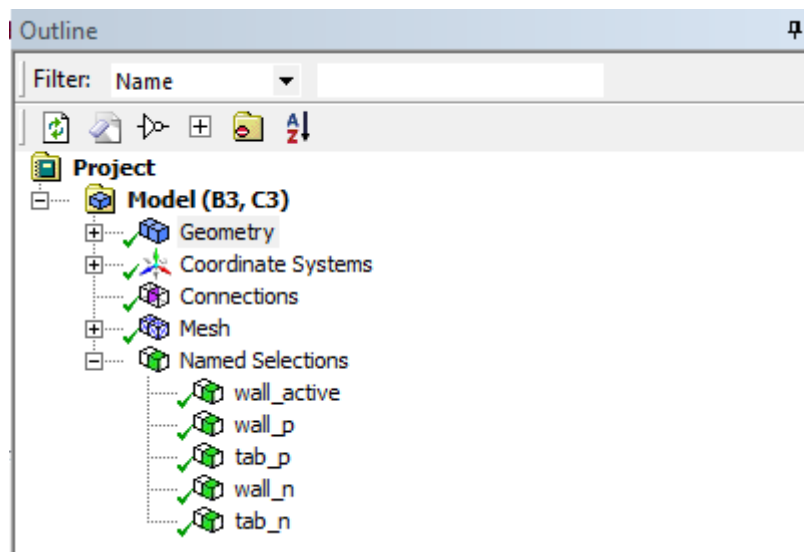 Outline
Filter: Name
Project
Model (B3, C3)
Geometry
Coordinate Systems
Connections
Mesh
Named Selections
wall_active
wall_p
tab_p
wall_n
tab_n